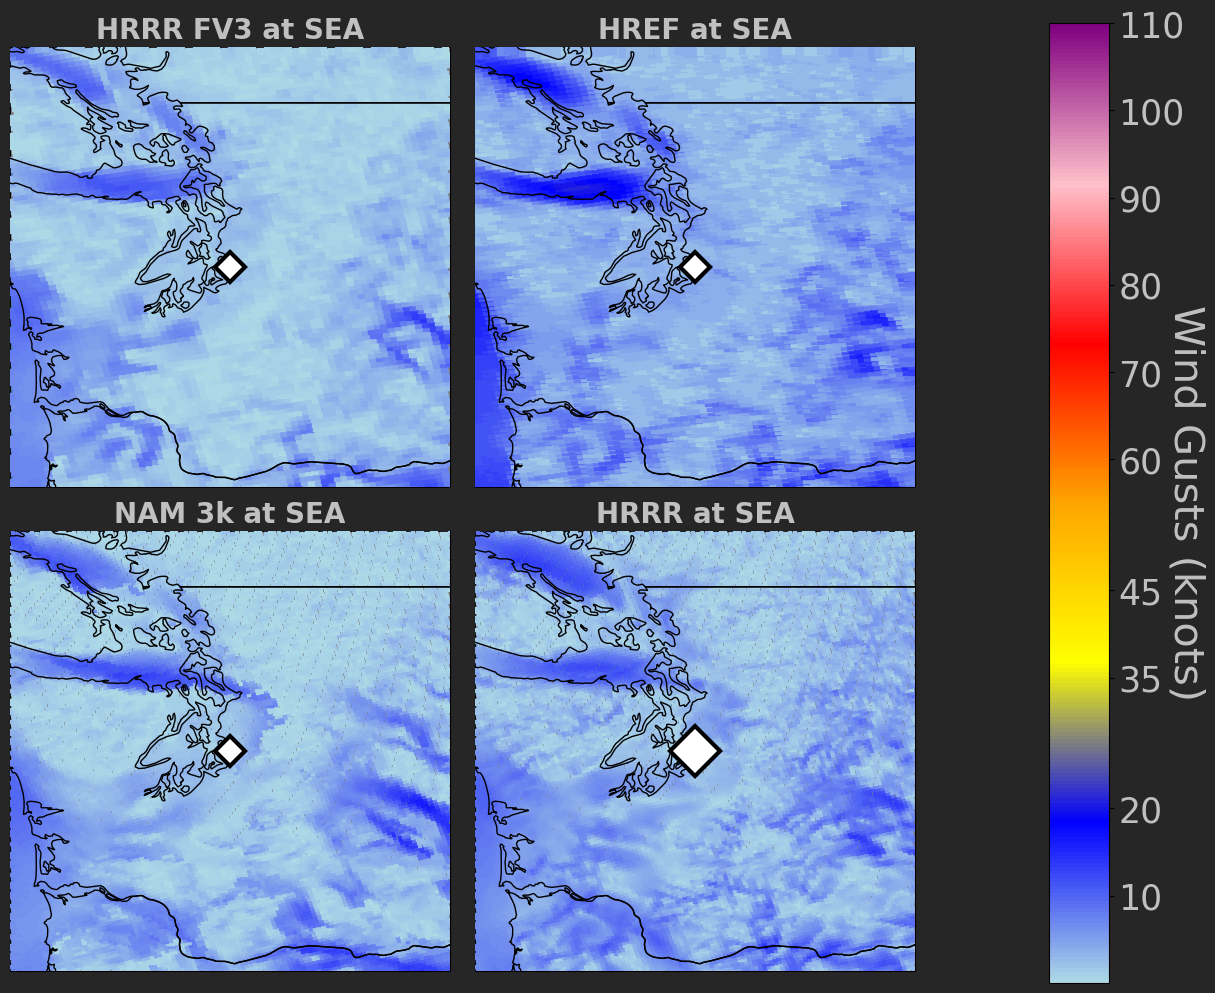 HRRR FV3 at SEA
HREF at SEA
NAM 3k at SEA
HRRR at SEA
110
100
90
80
70
60
45
35
20
10
Wind Gusts (knots)